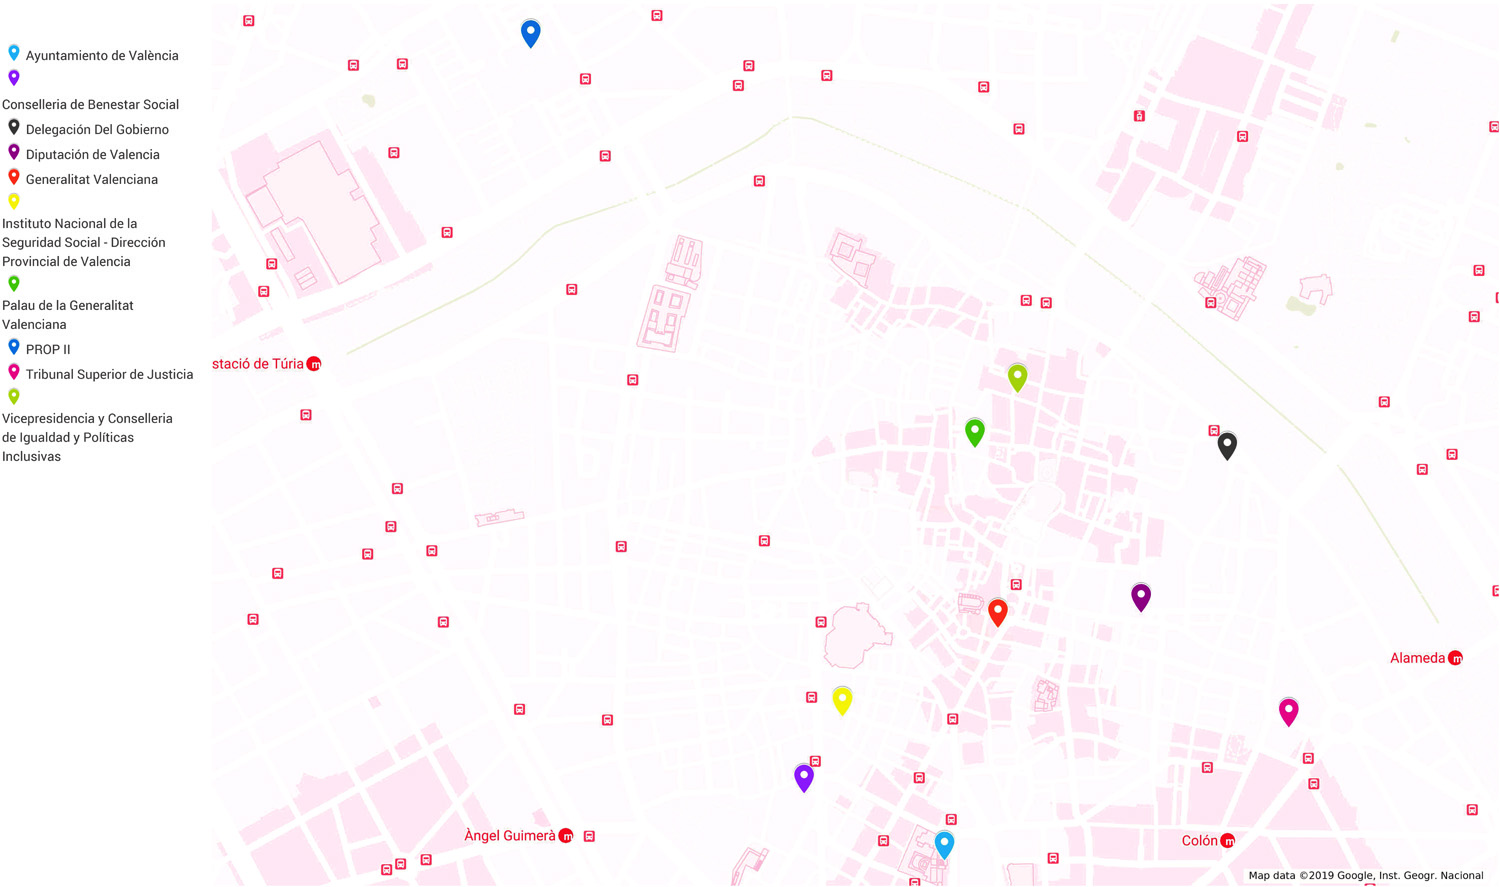 Ayuntamiento de València
Conselleria de Benestar Social
Delegación Del Gobierno
Diputación de Valencia
Generalitat Valenciana
Instituto Nacional de la
Seguridad Social - Dirección
Provincial de Valencia
Palau de la Generalitat
Valenciana
PROP II
Tribunal Superior de Justicia
Vicepresidencia y Conselleria
de Igualdad y Políticas
Inclusivas
stació de Túria m
Alameda m
Àngel Guimerà m
Colón m
Map data ©2019 Google, Inst. Geogr. Nacional